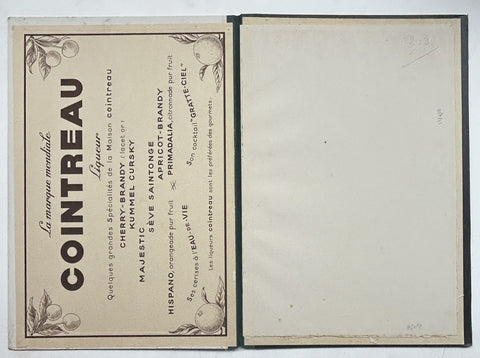 La marque mondiale
COINTREAU
Liqueur
Quelques grandes Spécialités de la Maison cointreau
CHERRY-BRANDY (lacet or)
KUMMEL CURSKY
MAJESTIC
SÈVE SAINTONGE
APRICOT-BRANDY
HISPANO, orangeade pur fruit
PRIMADALIA, citronnade pur fruit
Ses cerises à l'EAU-DE-VIE
Son cocktail "GRATTE-CIEL"
Les liqueurs cointreau sont les préférées des gourmets.